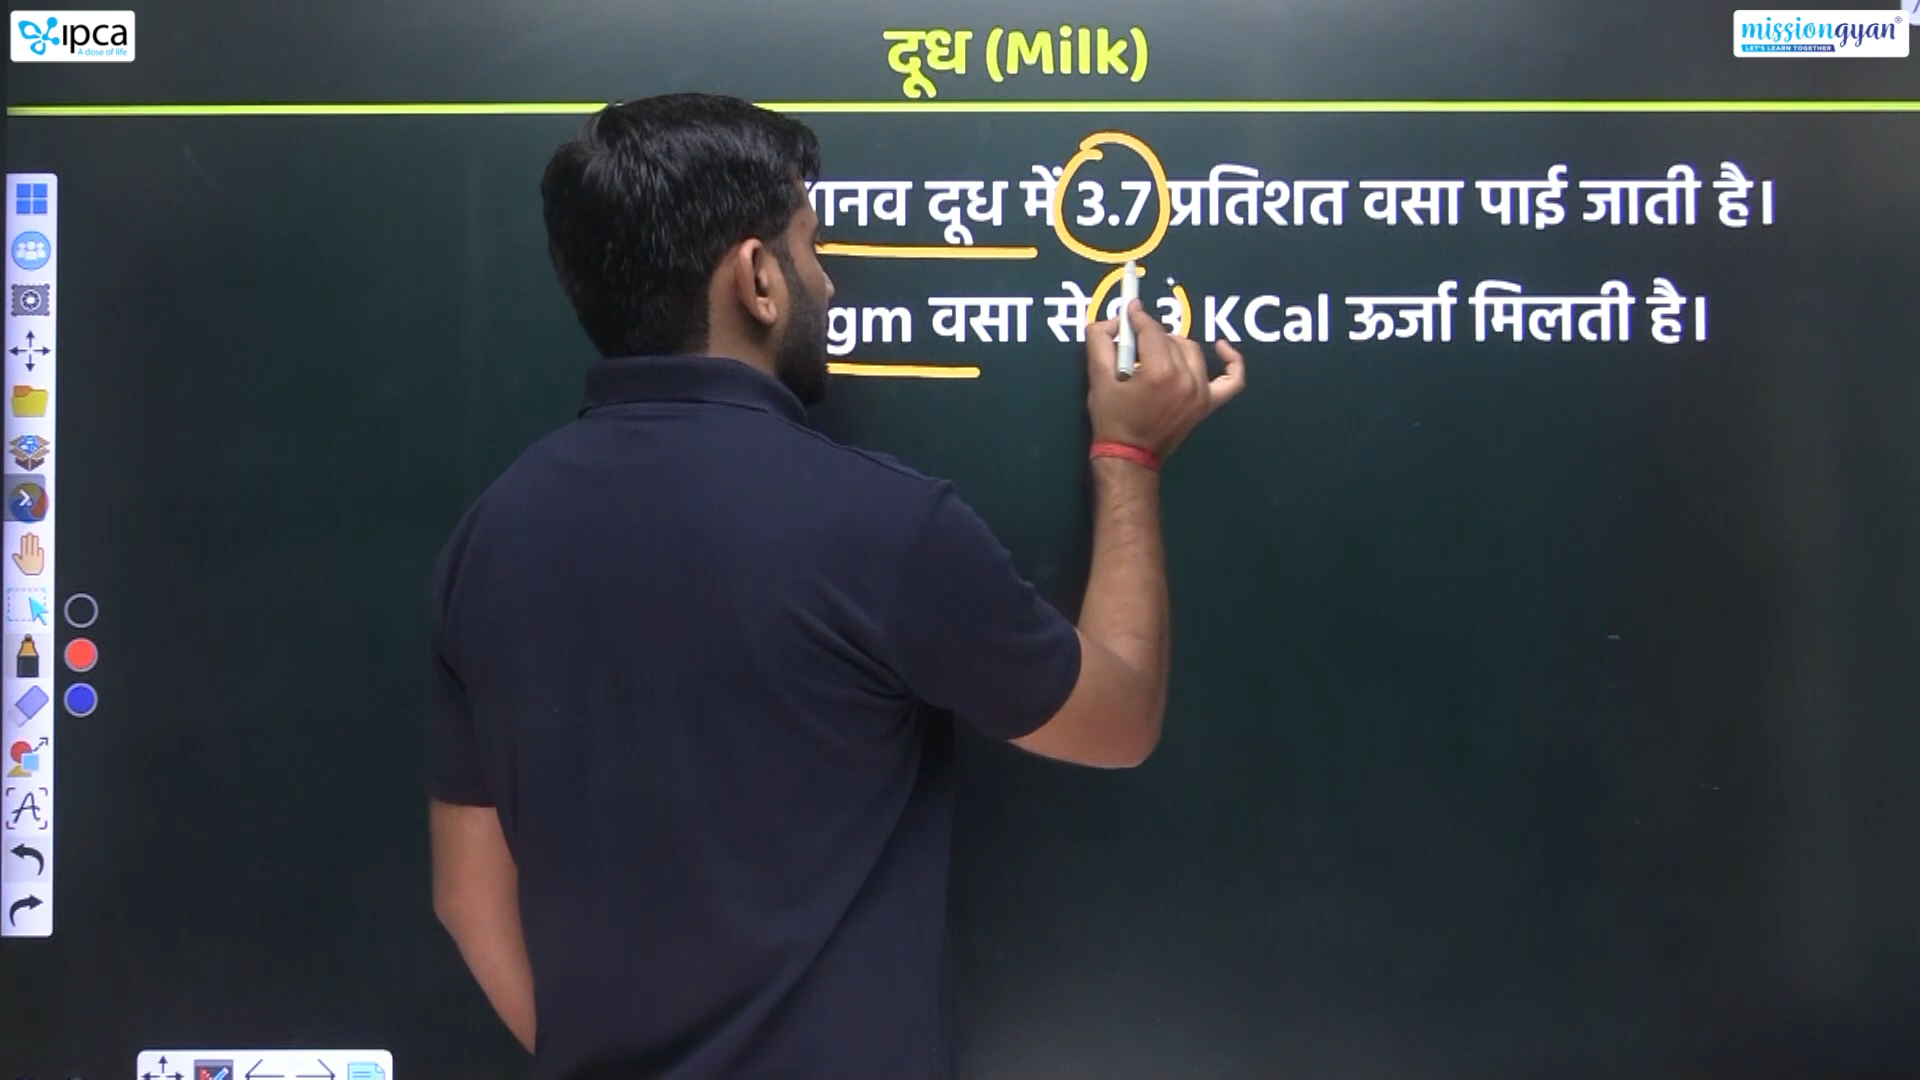 ipca
A dose of life
missiongyan
LET'S LEARN TOGETHER
दूध (Milk)
दूध में 3.7 प्रतिशत वसा पाई जाती है।
gm वसा से KCal ऊर्जा मिलती है।